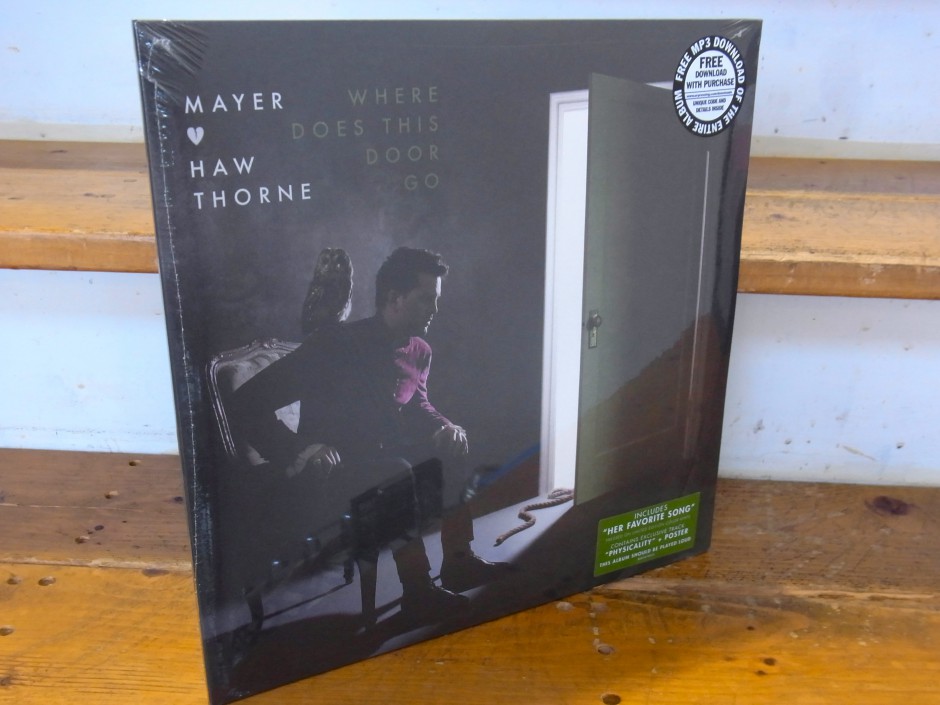 MAYER
HAW
THORNE
WHERE
DOES THIS
DOOR
GO
FREE MP3 DOWNLOAD OF THE ENTIRE ALBUM
FREE
DOWNLOAD
WITH PURCHASE
UNIQUE CODE AND
DETAILS INSIDE
INCLUDES
"HER FAVORITE SONG"
CONTAINS EXCLUSIVE TRACK
"PHYSICALITY" + POSTER
THIS ALBUM SHOULD BE PLAYED LOUD